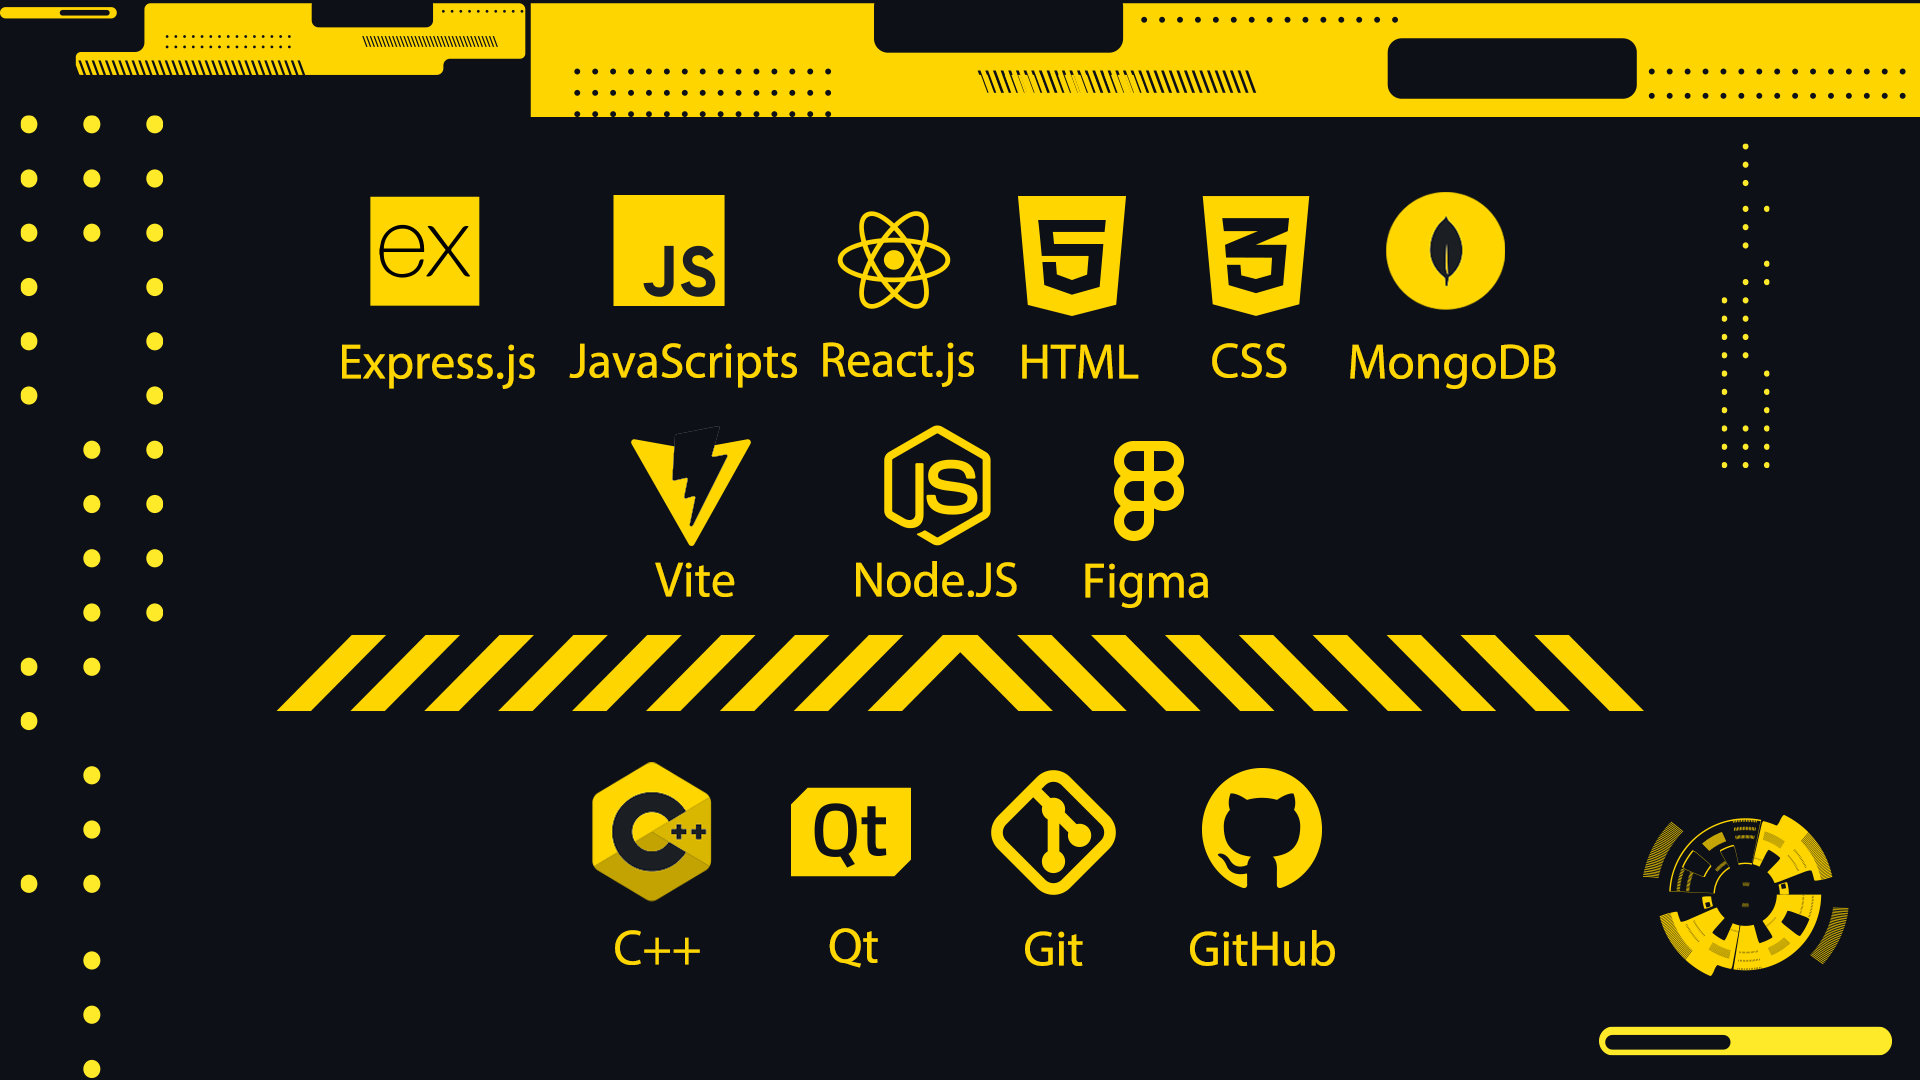 ex JS
Express.js JavaScripts React.js HTML CSS MongoDB
JS
Vite Node.JS Figma
C++ Qt
C++ Qt Git GitHub